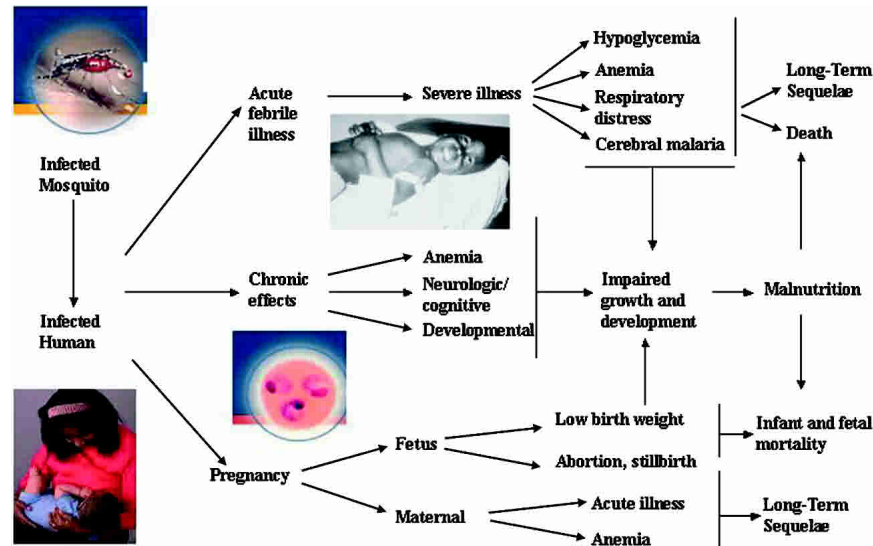 Infected
Mosquito
Infected
Human
Acute
febrile
illness
Severe illness
Hypoglycemia
Anemia
Respiratory
distress
Cerebral malaria
Long-Term
Sequelae
Death
Chronic
effects
Anemia
Neurologic/
cognitive
Developmental
Impaired
growth and
development
Malnutrition
Pregnancy
Fetus
Low birth weight
Abortion, stillbirth
Infant and fetal
mortality
Maternal
Acute illness
Anemia
Long-Term
Sequelae